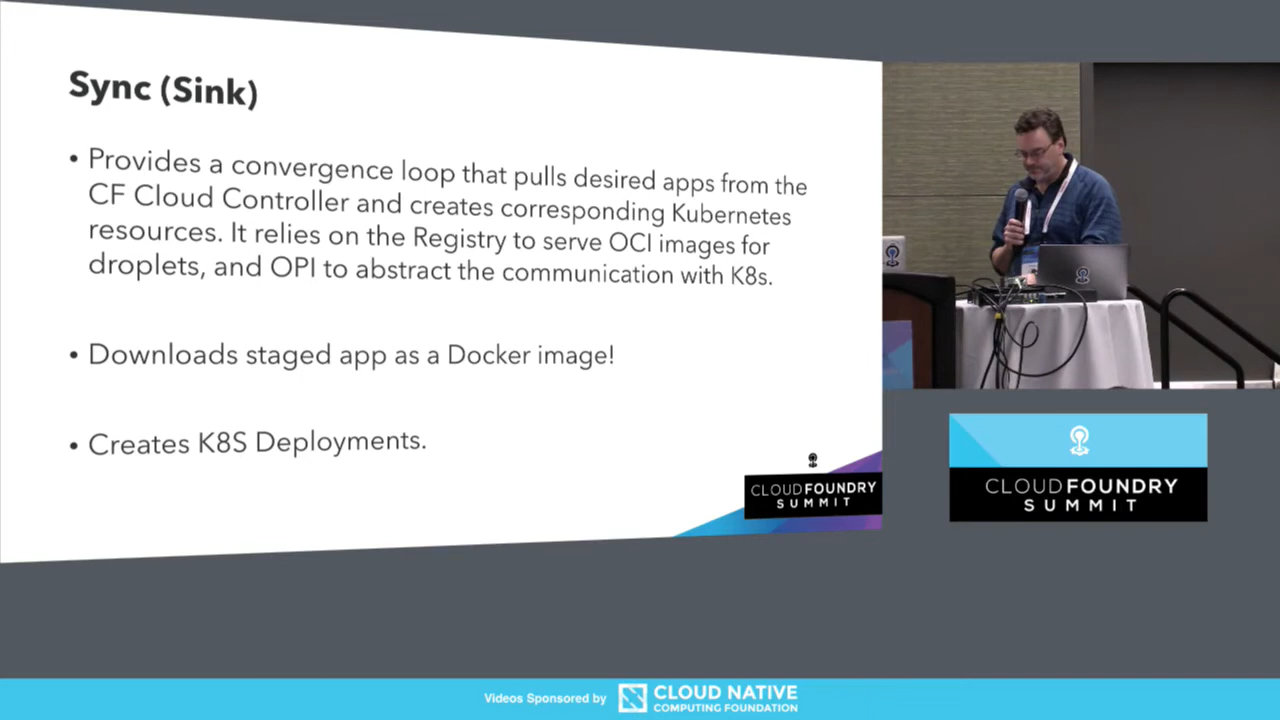 Sync (Sink)
• Provides a convergence loop that pulls desired apps from the
CF Cloud Controller and creates corresponding Kubernetes
resources. It relies on the Registry to serve OCI images for
droplets, and OPI to abstract the communication with K8s.
• Downloads staged app as a Docker image!
• Creates K8S Deployments.
CLOUDFOUNDRY
SUMMIT
CLOUDFOUNDRY
SUMMIT
Videos Sponsored by
CLOUD NATIVE
COMPUTING FOUNDATION